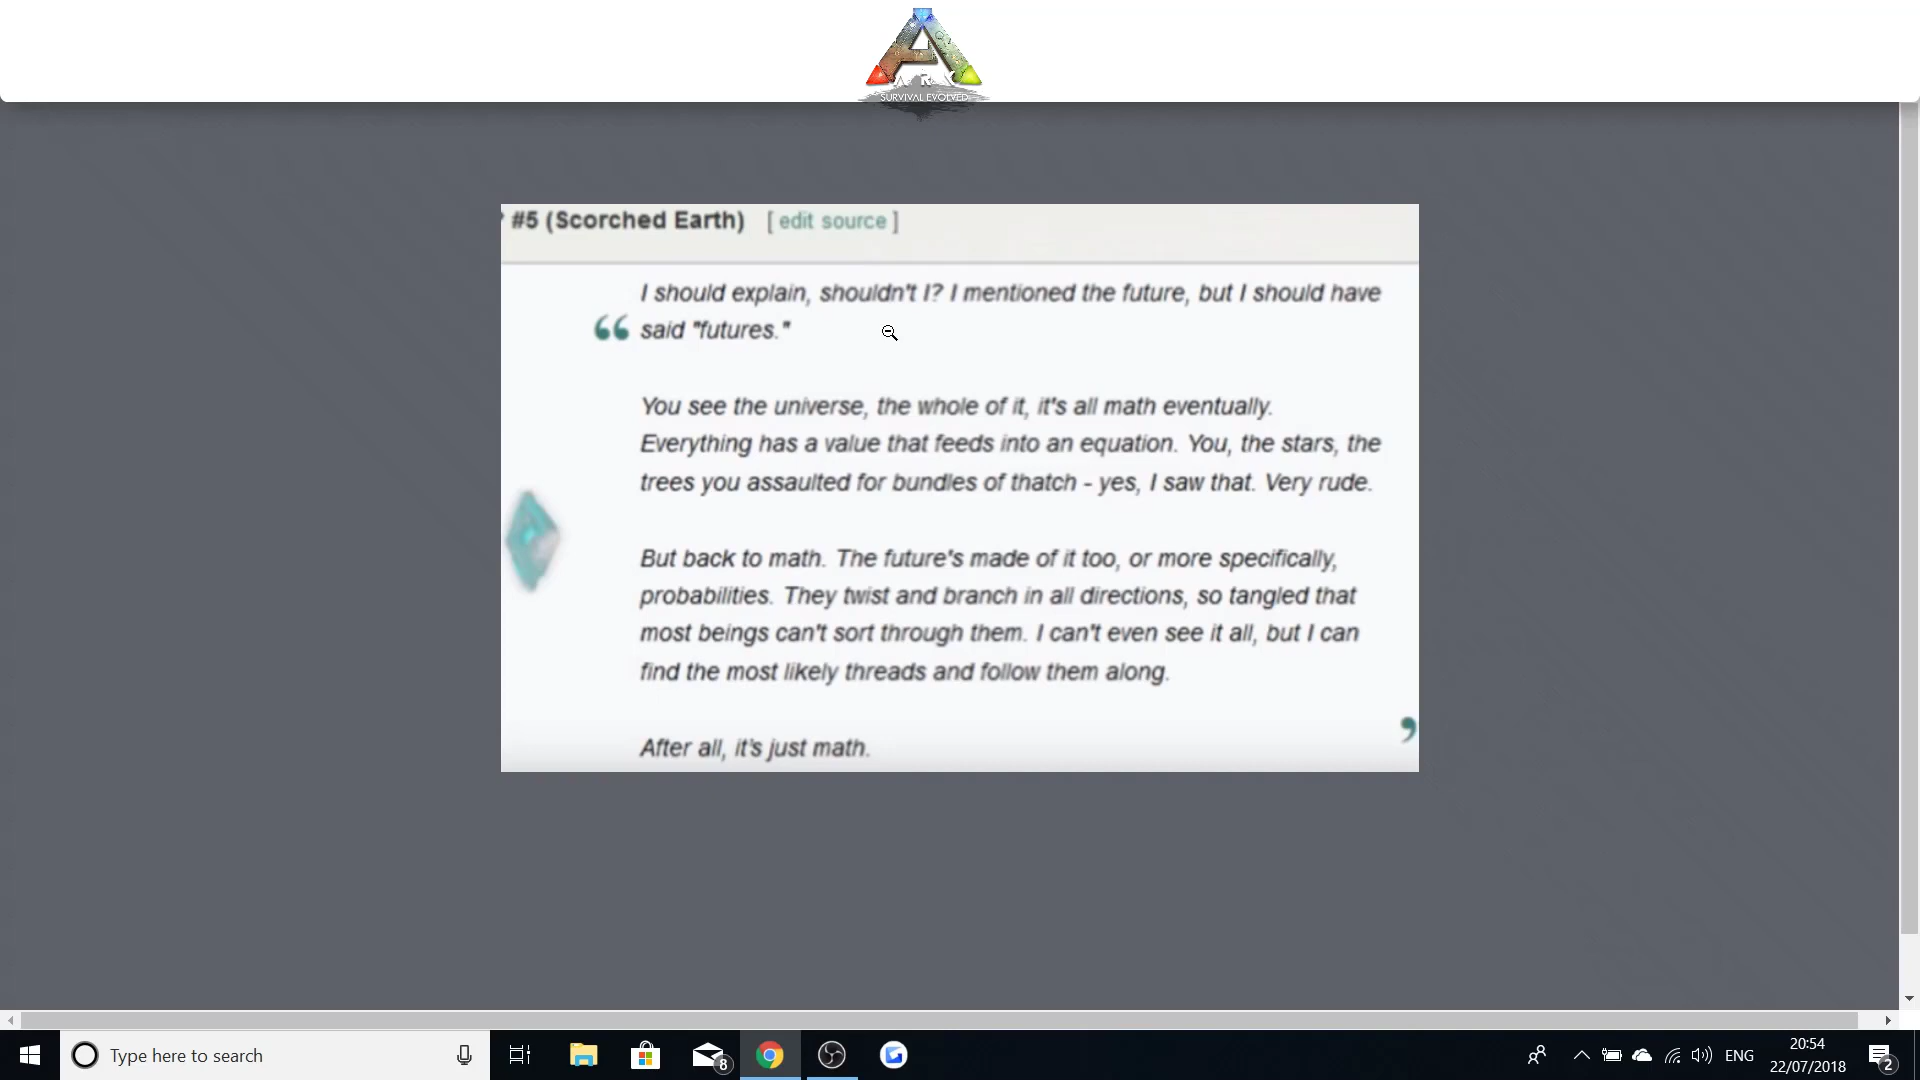 ARK
SURVIVAL EVOLVED
#5 (Scorched Earth) [ edit source ]
I should explain, shouldn't I? I mentioned the future, but I should have
“ said "futures."
You see the universe, the whole of it, it's all math eventually.
Everything has a value that feeds into an equation. You, the stars, the
trees you assaulted for bundles of thatch - yes, I saw that. Very rude.
But back to math. The future's made of it too, or more specifically,
probabilities. They twist and branch in all directions, so tangled that
most beings can't sort through them. I can't even see it all, but I can
find the most likely threads and follow them along.
After all, it's just math.
Type here to search
8
ENG
20:54
22/07/2018
2